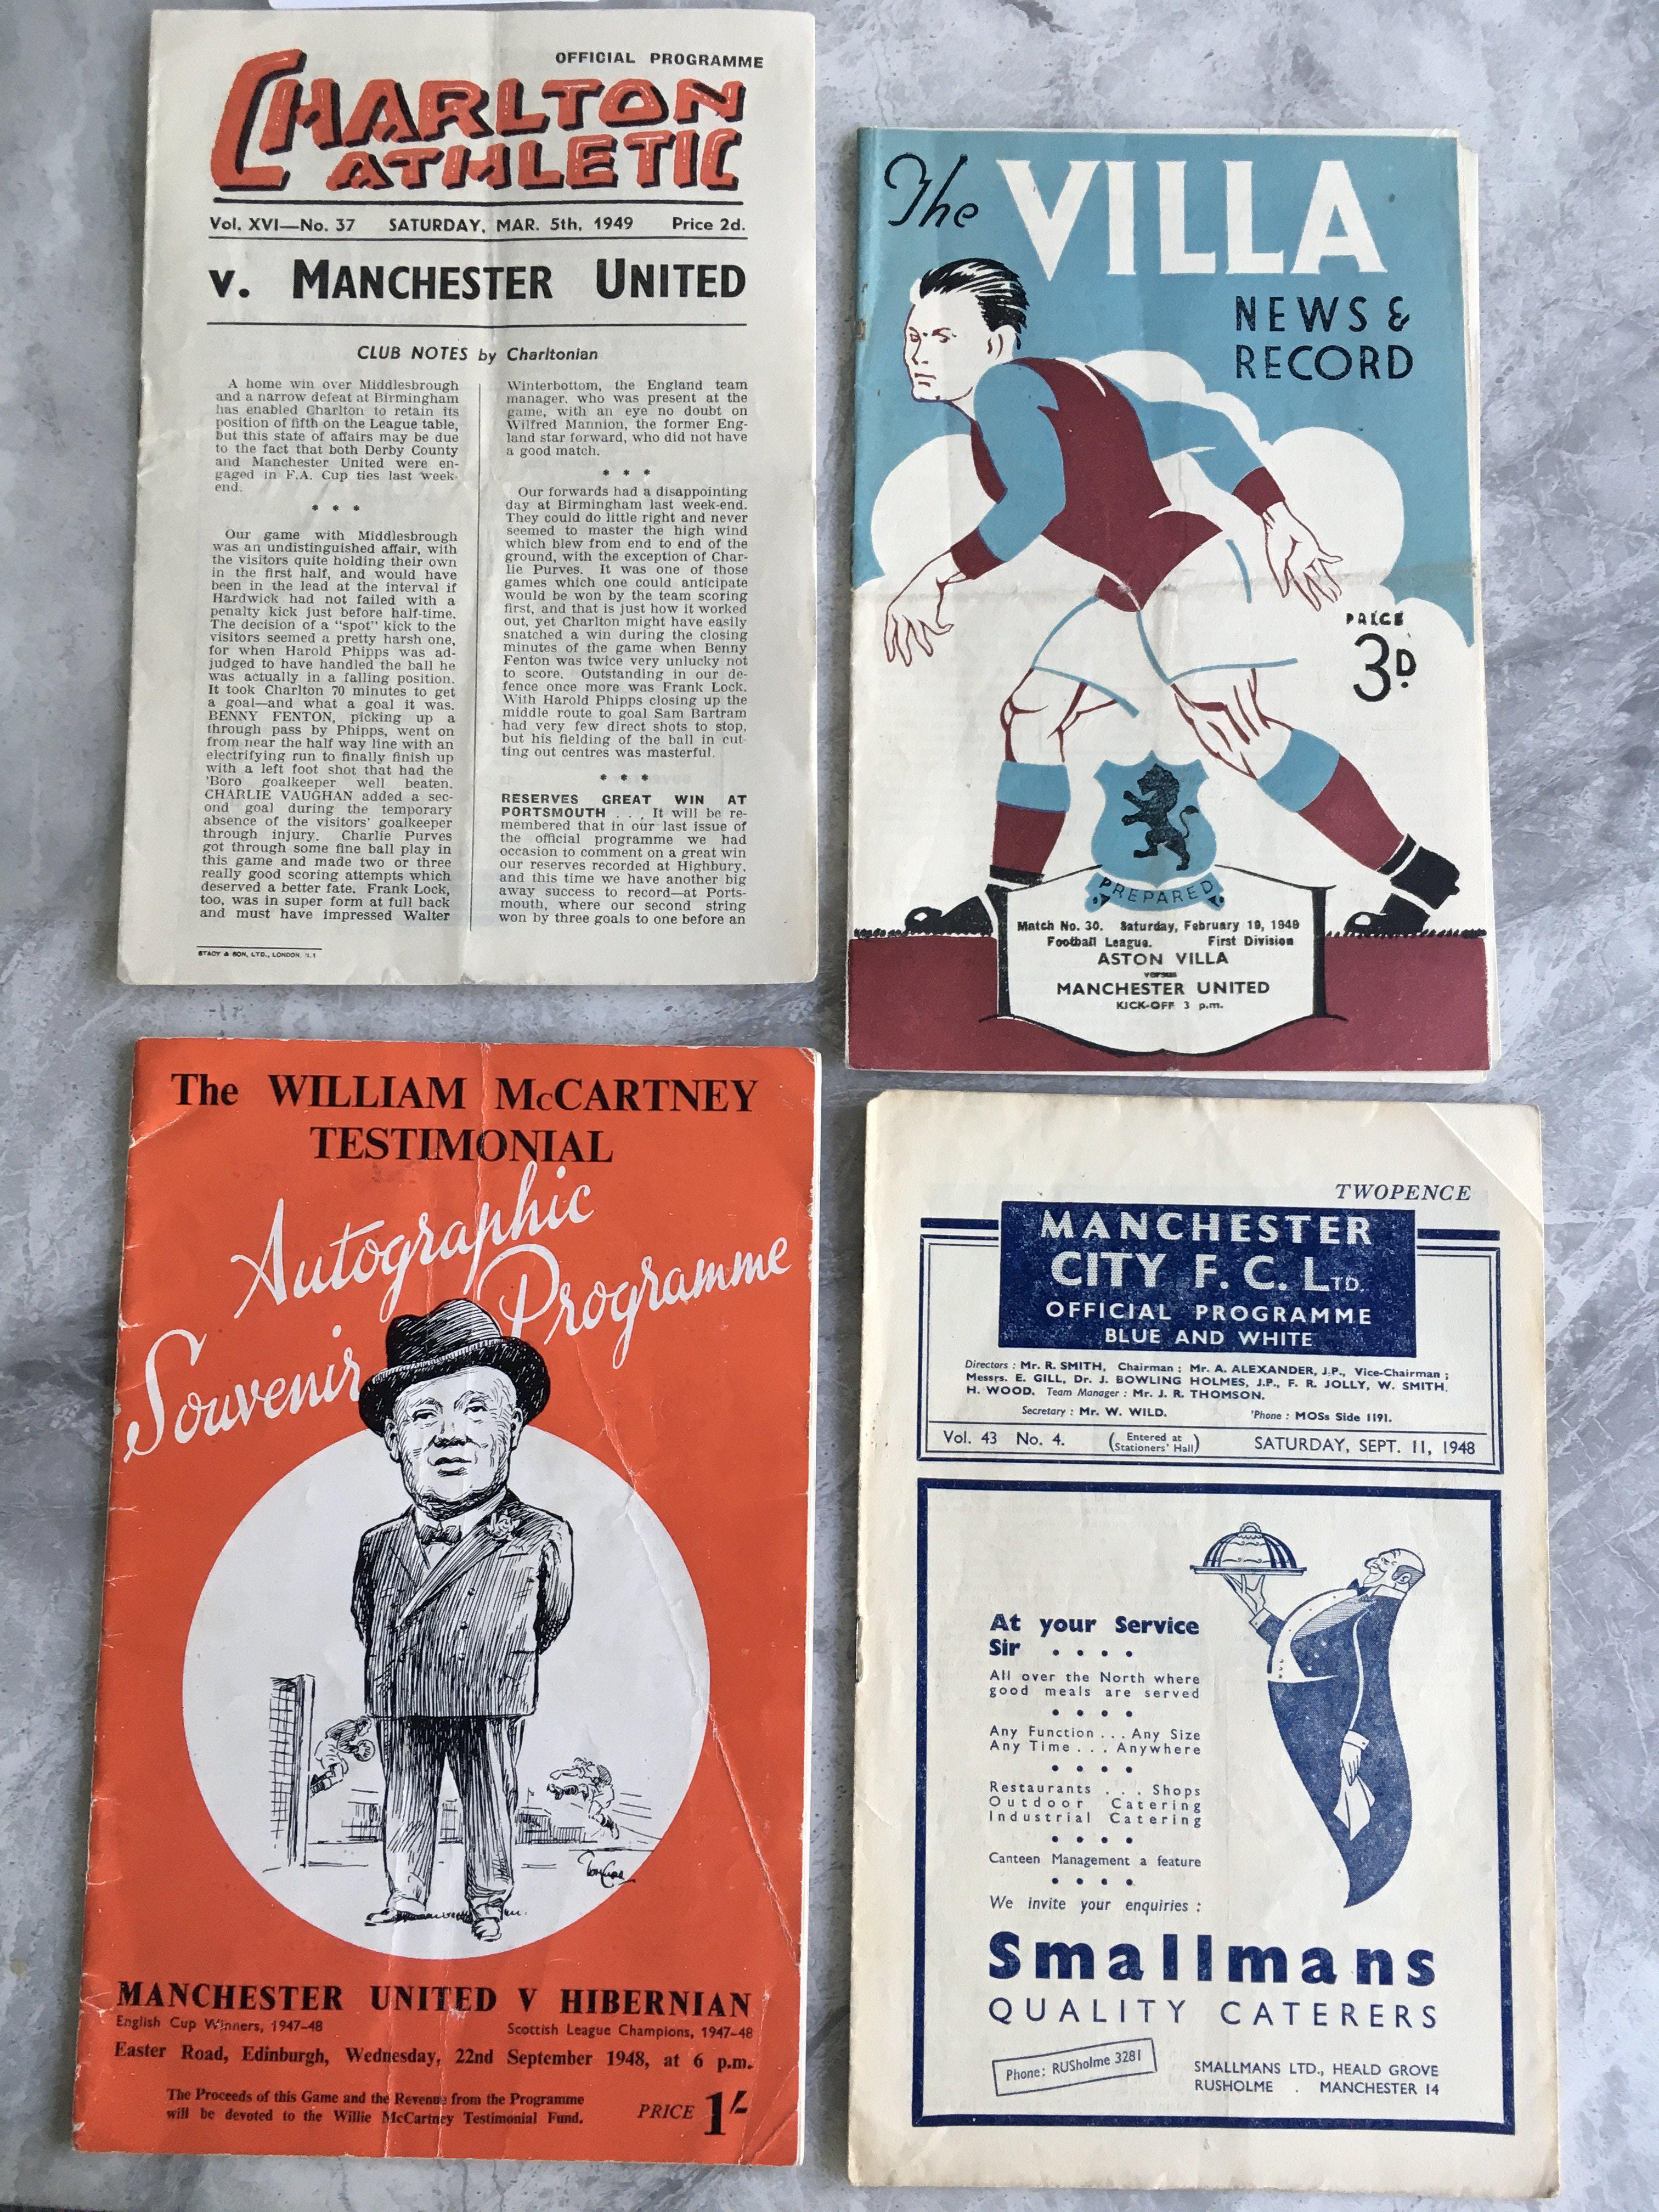 OFFICIAL PROGRAMME
CHARLTON
ATHLETIC
Vol. XVI—No. 37 SATURDAY, MAR. 5th, 1949 Price 2d.
v. MANCHESTER UNITED
CLUB NOTES by Charltonian
A home win over Middlesbrough
and a narrow defeat at Birmingham
has enabled Charlton to retain its
position of fifth on the League table,
but this state of affairs may be due
to the fact that both Derby County
and Manchester United were en-
gaged in F.A. Cup ties last week-
end.
* * *
Our game with Middlesbrough
was an undistinguished affair, with
the visitors quite holding their own
in the first half, and would have
been in the lead at the interval if
Hardwick had not failed with a
penalty kick just before half-time.
The decision of a "spot" kick to the
visitors seemed a pretty harsh one,
for when Harold Phipps was ad-
judged to have handled the ball he
was actually in a falling position.
It took Charlton 70 minutes to get
a goal—and what a goal it was.
BENNY FENTON, picking up a
through pass by Phipps, went on
from near the half way line with an
electrifying run to finally finish up
with a left foot shot that had the
'Boro goalkeeper well beaten.
CHARLIE VAUGHAN added a sec-
ond goal during the temporary
absence of the visitors' goalkeeper
through injury. Charlie Purves
got through some fine ball play in
this game and made two or three
really good scoring attempts which
deserved a better fate. Frank Lock,
too, was in super form at full back
and must have impressed Walter
Winterbottom, the England team
manager, who was present at the
game, with an eye no doubt on
Wilfred Mannion, the former Eng-
land star forward, who did not have
a good match.
* * *
Our forwards had a disappointing
day at Birmingham last week-end.
They could do little right and never
seemed to master the high wind
which blew from end to end of the
ground, with the exception of Char-
lie Purves. It was one of those
games which one could anticipate
would be won by the team scoring
first, and that is just how it worked
out, yet Charlton might have easily
snatched a win during the closing
minutes of the game when Benny
Fenton was twice very unlucky not
to score. Outstanding in our de-
fence once more was Frank Lock.
With Harold Phipps closing up the
middle route to goal Sam Bartram
had very few direct shots to stop,
but his fielding of the ball in cut-
ting out centres was masterful.
* * *
RESERVES GREAT WIN AT
PORTSMOUTH . . . It will be re-
membered that in our last issue of
the official programme we had
occasion to comment on a great win
our reserves recorded at Highbury,
and this time we have another big
away success to record—at Ports-
mouth, where our second string
won by three goals to one before an
STACY & SON, LTD., LONDON,
The VILLA
NEWS &
RECORD
PRICE
3D.
PREPARED
Match No. 30. Saturday, February 19, 1949
Football League. First Division
ASTON VILLA
versus
MANCHESTER UNITED
KICK-OFF 3 p.m.
The WILLIAM McCARTNEY
TESTIMONIAL
Autographic
Souvenir Programme
MANCHESTER UNITED V HIBERNIAN
English Cup Winners, 1947-48 Scottish League Champions, 1947-48
Easter Road, Edinburgh, Wednesday, 22nd September 1948, at 6 p.m.
The Proceeds of this Game and the Revenue from the Programme
will be devoted to the Willie McCartney Testimonial Fund.
PRICE 1/-
TWOPENCE
MANCHESTER
CITY F. C. LTD.
OFFICIAL PROGRAMME
BLUE AND WHITE
Directors : Mr. R. SMITH, Chairman ; Mr. A. ALEXANDER, J.P., Vice-Chairman ;
Messrs. E. GILL, Dr. J. BOWLING HOLMES, J.P., F. R. JOLLY, W. SMITH,
H. WOOD. Team Manager : Mr. J. R. THOMSON.
Secretary : Mr. W. WILD. 'Phone : MOSs Side 1191.
Vol. 43 No. 4. (Entered at Stationers' Hall) SATURDAY, SEPT. 11, 1948
At your Service
Sir . . . .
All over the North where
good meals are served
. . . .
Any Function . . . Any Size
Any Time . . . Anywhere
. . . .
Restaurants . . . Shops
Outdoor Catering
Industrial Catering
. . . .
Canteen Management a feature
. . . .
We invite your enquiries :
Smallmans
QUALITY CATERERS
Phone: RUSholme 3281
SMALLMANS LTD., HEALD GROVE
RUSHOLME . MANCHESTER 14